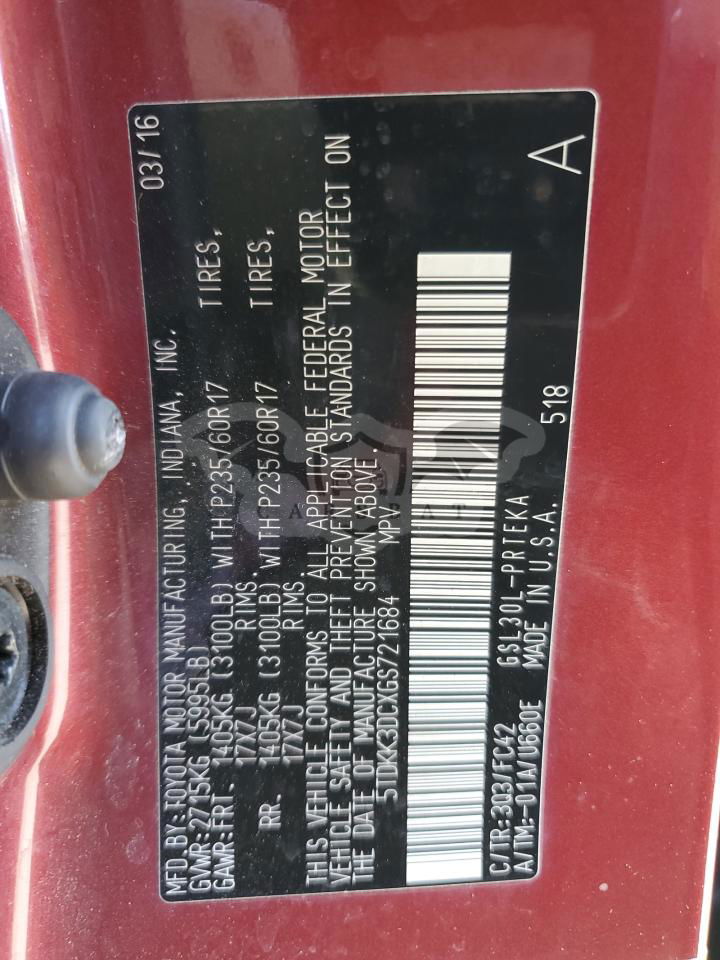 MFD.BY:TOYOTA MOTOR MANUFACTURING, INDIANA, INC. 03/16
GVWR:2715KG (5995LB)
GAWR:FRT. 1405KG (3100LB) WITH P235/60R17 TIRES,
17X7J RIMS.
RR. 1405KG (3100LB) WITH P235/60R17 TIRES,
17X7J RIMS.
THIS VEHICLE CONFORMS TO ALL APPLICABLE FEDERAL MOTOR
VEHICLE SAFETY AND THEFT PREVENTION STANDARDS IN EFFECT ON
THE DATE OF MANUFACTURE SHOWN ABOVE.
5TDKK3DCXGS721684 MPV
C/TR:3Q3/FC42 GSL30L-PRTEKA
A/TM:-01A/U660E MADE IN U.S.A. 518 A